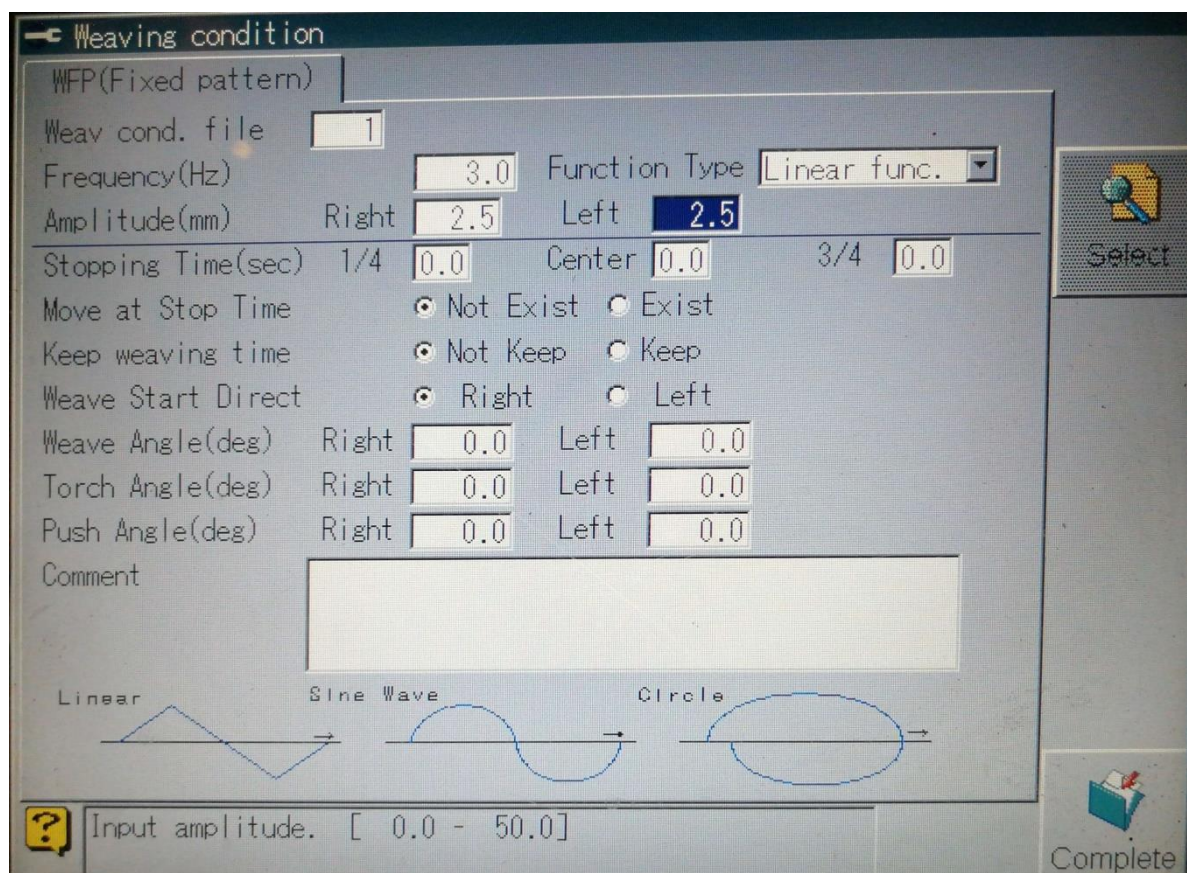 Weaving condition
WFP(Fixed pattern)
Weav cond. file 1
Frequency(Hz) 3.0 Function Type Linear func.
Amplitude(mm) Right 2.5 Left 2.5
Stopping Time(sec) 1/4 0.0 Center 0.0 3/4 0.0
Select
Move at Stop Time Not Exist Exist
Keep weaving time Not Keep Keep
Weave Start Direct Right Left
Weave Angle(deg) Right 0.0 Left 0.0
Torch Angle(deg) Right 0.0 Left 0.0
Push Angle(deg) Right 0.0 Left 0.0
Comment
Linear Sine Wave Circle
? Input amplitude. [ 0.0 - 50.0]
Complete